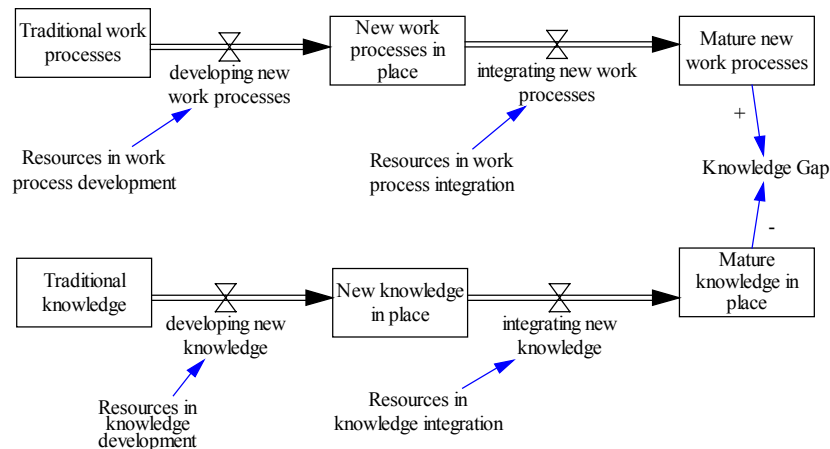 Traditional work
processes
developing new
work processes
New work
processes in
place
integrating new work
processes
Mature new
work processes
+
Resources in work
process development
Resources in work
process integration
Knowledge Gap
-
Traditional
knowledge
developing new
knowledge
New knowledge
in place
integrating new
knowledge
Mature
knowledge in
place
Resources in
knowledge
development
Resources in
knowledge integration